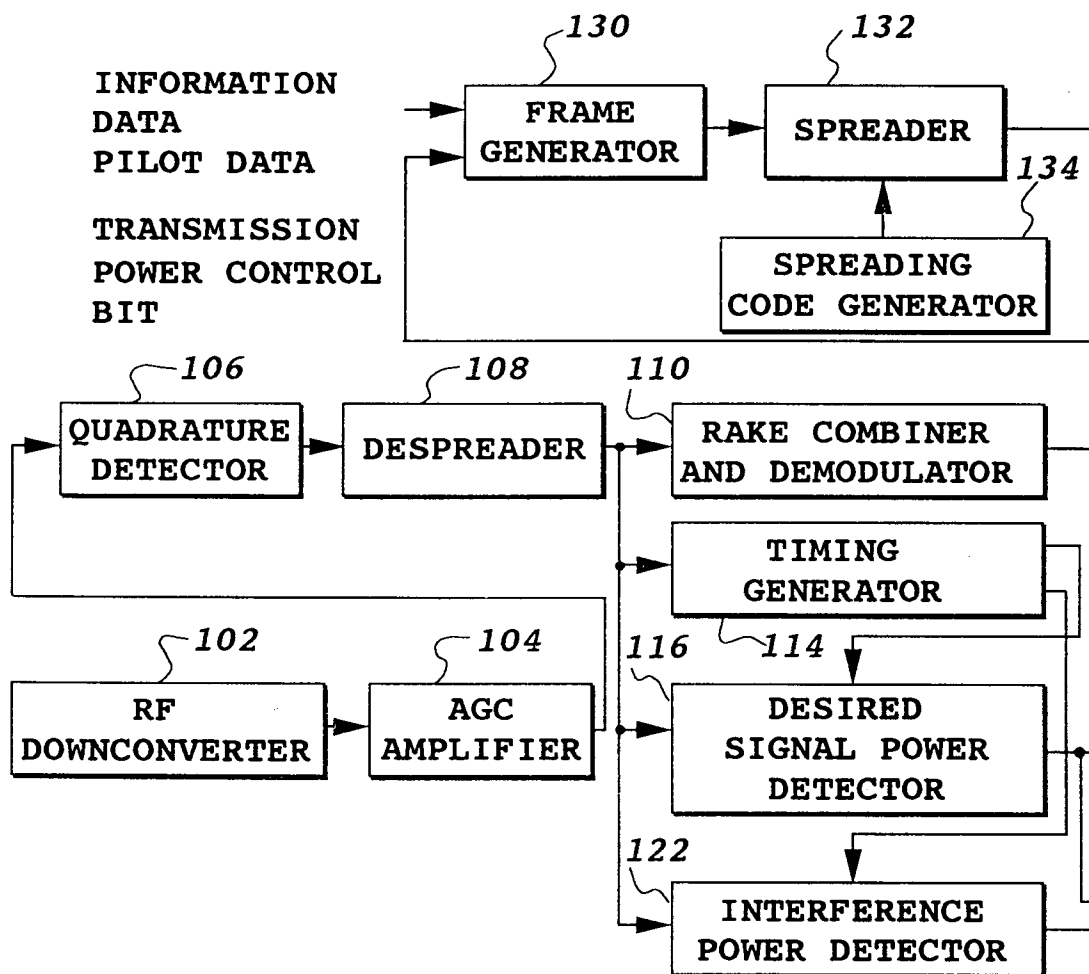 130
132
INFORMATION
DATA
PILOT DATA
FRAME
GENERATOR
SPREADER
134
TRANSMISSION
POWER CONTROL
BIT
SPREADING
CODE GENERATOR
106
108
110
QUADRATURE
DETECTOR
DESPREADER
RAKE COMBINER
AND DEMODULATOR
TIMING
GENERATOR
102
104
116
114
RF
DOWNCONVERTER
AGC
AMPLIFIER
DESIRED
SIGNAL POWER
DETECTOR
122
INTERFERENCE
POWER DETECTOR